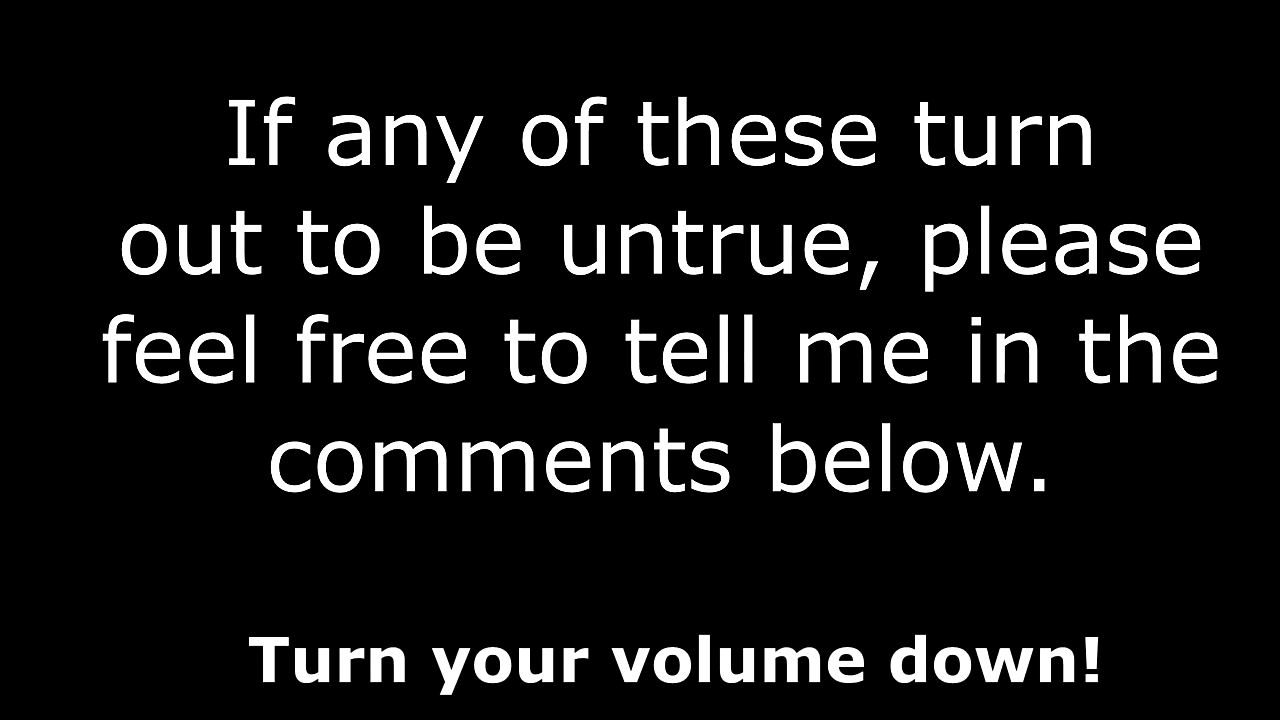 If any of these turn
out to be untrue, please
feel free to tell me in the
comments below.
Turn your volume down!